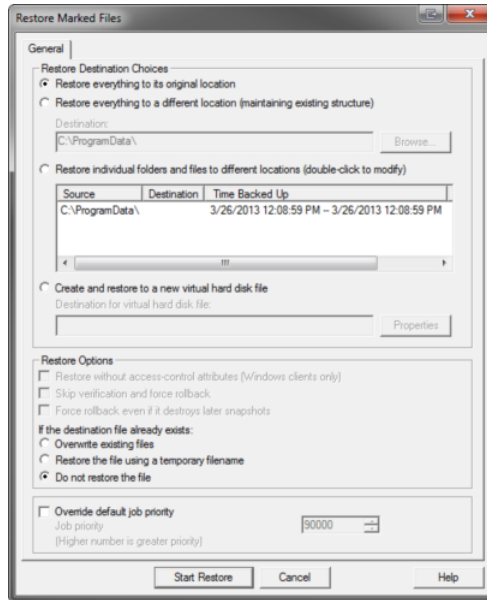 Restore Marked Files
General
Restore Destination Choices
Restore everything to its original location
Restore everything to a different location (maintaining existing structure)
Destination:
C:\ProgramData\
Browse...
Restore individual folders and files to different locations (double-click to modify)
Source Destination Time Backed Up
C:\ProgramData\ 3/26/2013 12:08:59 PM – 3/26/2013 12:08:59 PM
Create and restore to a new virtual hard disk file
Destination for virtual hard disk file:
Properties
Restore Options
Restore without access-control attributes (Windows clients only)
Skip verification and force rollback
Force rollback even if it destroys later snapshots
If the destination file already exists:
Overwrite existing files
Restore the file using a temporary filename
Do not restore the file
Override default job priority
Job priority 90000
(Higher number is greater priority)
Start Restore Cancel Help